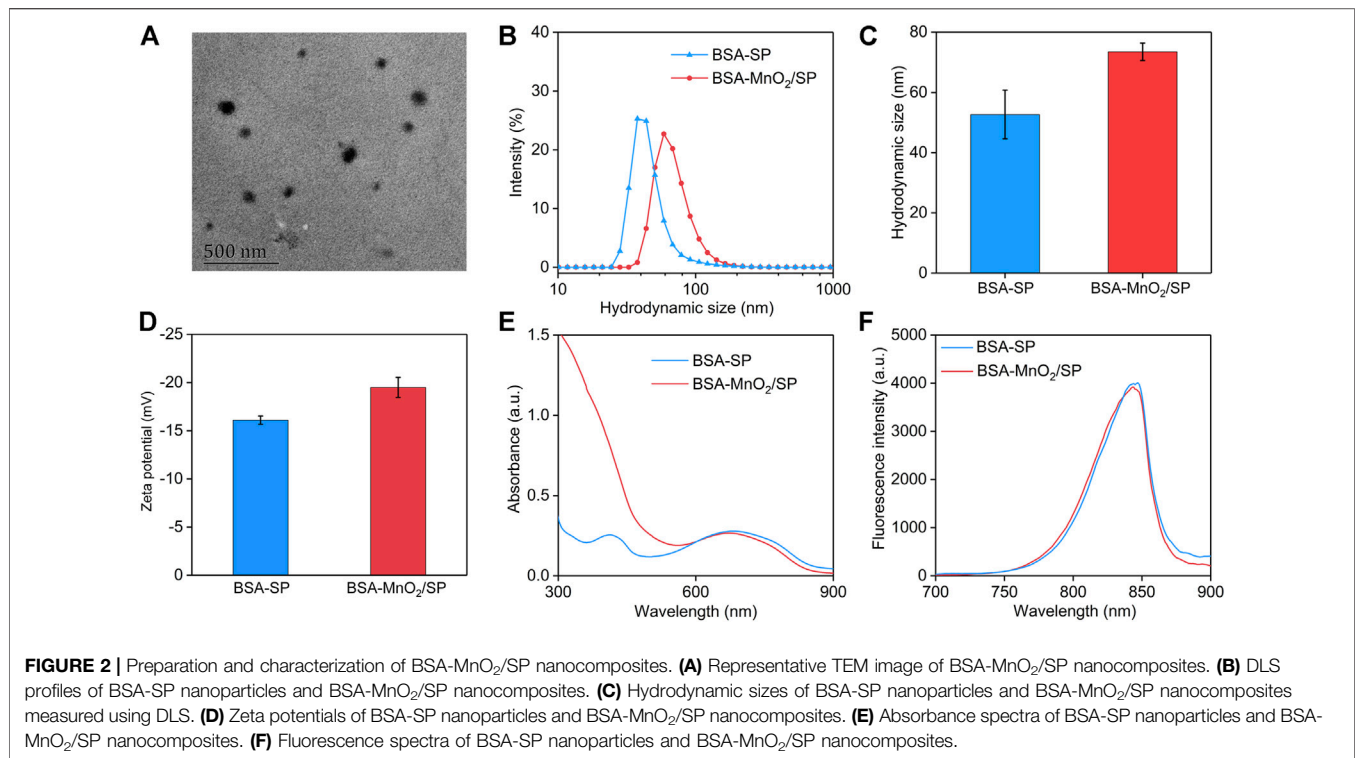 A
500 nm
B
Intensity (%)
40
30
20
10
0
BSA-SP
BSA-MnO₂/SP
10
100
1000
Hydrodynamic size (nm)
C
Hydrodynamic size (nm)
80
60
40
20
0
BSA-SP
BSA-MnO₂/SP
D
Zeta potential (mV)
-25
-20
-15
-10
-5
0
BSA-SP
BSA-MnO₂/SP
E
Absorbance (a.u.)
1.5
1.0
0.5
0.0
BSA-SP
BSA-MnO₂/SP
300
600
900
Wavelength (nm)
F
Fluorescence intensity (a.u.)
5000
4000
3000
2000
1000
0
BSA-SP
BSA-MnO₂/SP
700
750
800
850
900
Wavelength (nm)
FIGURE 2 | Preparation and characterization of BSA-MnO₂/SP nanocomposites. (A) Representative TEM image of BSA-MnO₂/SP nanocomposites. (B) DLS
profiles of BSA-SP nanoparticles and BSA-MnO₂/SP nanocomposites. (C) Hydrodynamic sizes of BSA-SP nanoparticles and BSA-MnO₂/SP nanocomposites
measured using DLS. (D) Zeta potentials of BSA-SP nanoparticles and BSA-MnO₂/SP nanocomposites. (E) Absorbance spectra of BSA-SP nanoparticles and BSA-
MnO₂/SP nanocomposites. (F) Fluorescence spectra of BSA-SP nanoparticles and BSA-MnO₂/SP nanocomposites.